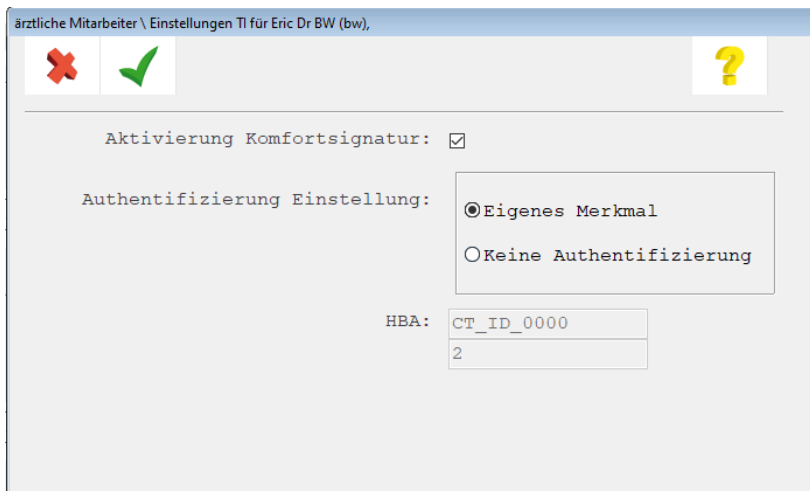 ärztliche Mitarbeiter \ Einstellungen TI für Eric Dr BW (bw),
Aktivierung Komfortsignatur:
Authentifizierung Einstellung:
Eigenes Merkmal
Keine Authentifizierung
HBA: CT_ID_0000
2